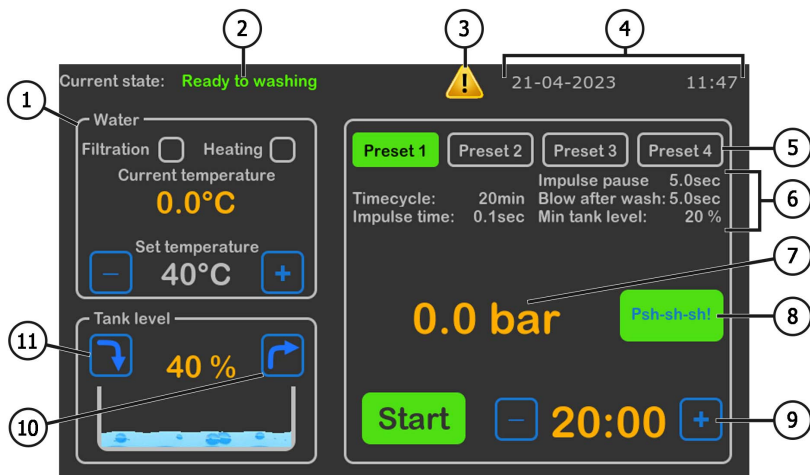 2
3
4
Current state: Ready to washing
21-04-2023 11:47
1
Water
Filtration Heating
Current temperature
0.0°C
Set temperature
– 40°C +
Tank level
11
40 %
10
Preset 1 Preset 2 Preset 3 Preset 4
5
Impulse pause 5.0sec
Timecycle: 20min Blow after wash: 5.0sec
Impulse time: 0.1sec Min tank level: 20 %
6
7
0.0 bar
Psh-sh-sh!
8
Start – 20:00 +
9